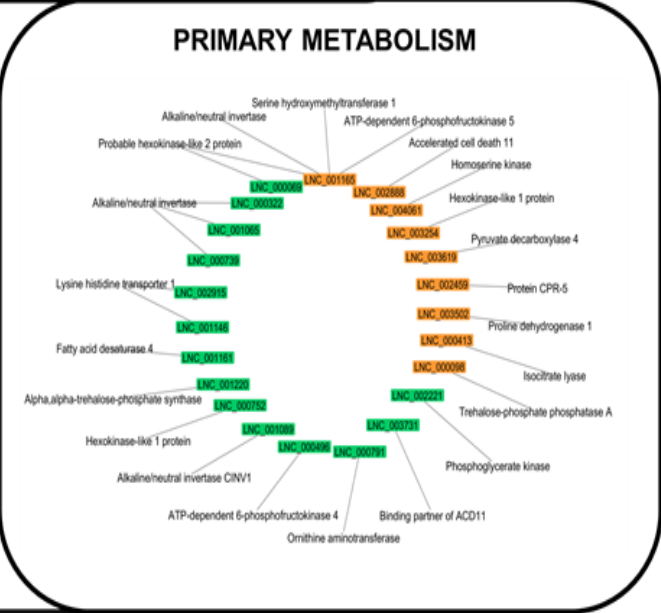 PRIMARY METABOLISM
Serine hydroxymethyltransferase 1
Alkaline/neutral invertase
ATP-dependent 6-phosphofructokinase 5
Probable hexokinase-like 2 protein
Accelerated cell death 11
Homoserine kinase
LNC_001165
LNC_000089
LNC_002888
Hexokinase-like 1 protein
Alkaline/neutral invertase
LNC_000322
LNC_004061
LNC_001065
LNC_003254
Pyruvate decarboxylase 4
LNC_003619
LNC_000739
Lysine histidine transporter 1
LNC_002915
LNC_002459
Protein CPR-5
LNC_003502
LNC_001146
Proline dehydrogenase 1
LNC_000413
Fatty acid desaturase 4
LNC_001161
LNC_000098
Isocitrate lyase
LNC_001220
Alpha,alpha-trehalose-phosphate synthase
LNC_002221
LNC_000752
Trehalose-phosphate phosphatase A
LNC_003731
LNC_001089
Hexokinase-like 1 protein
LNC_000496
LNC_000791
Phosphoglycerate kinase
Alkaline/neutral invertase CINV1
ATP-dependent 6-phosphofructokinase 4
Binding partner of ACD11
Ornithine aminotransferase